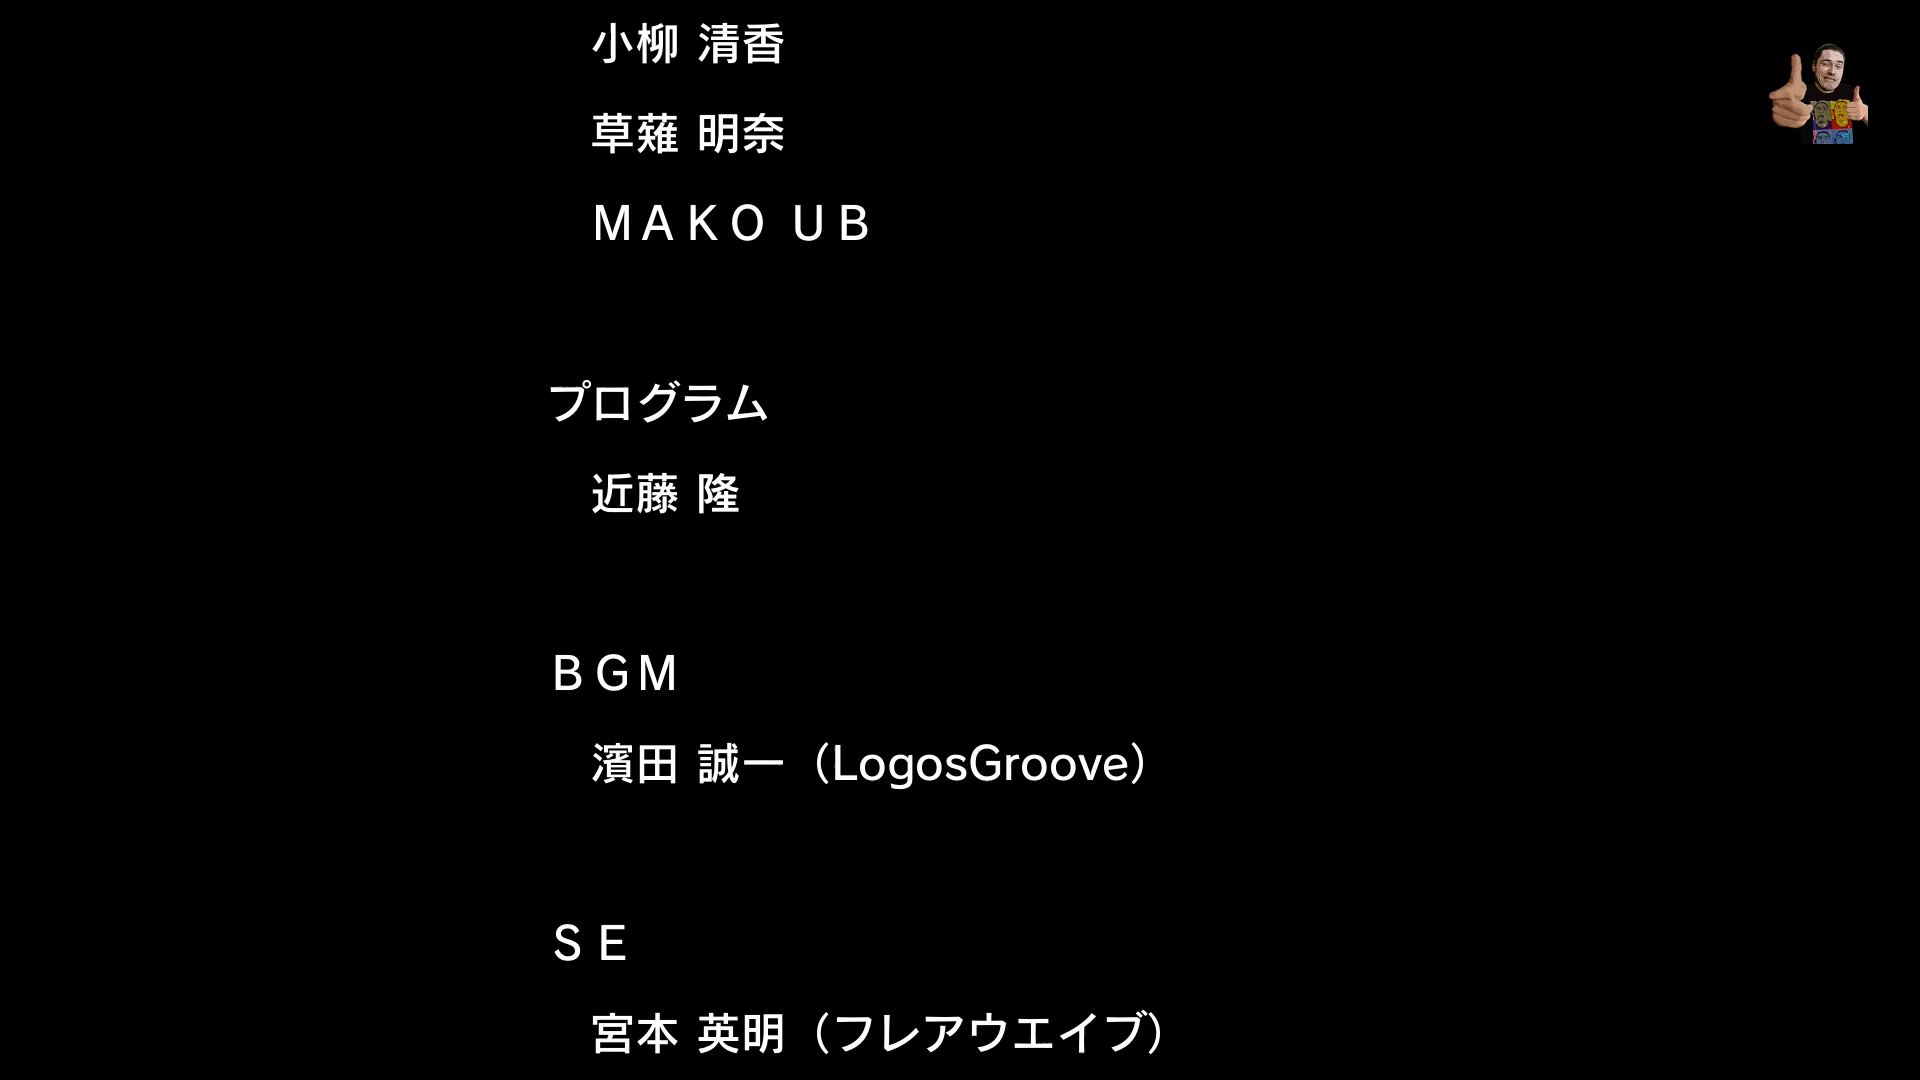 小柳 清香
草薙 明奈
ＭＡＫＯ ＵＢ
プログラム
近藤 隆
ＢＧＭ
濱田 誠一（LogosGroove）
ＳＥ
宮本 英明（フレアウエイブ）